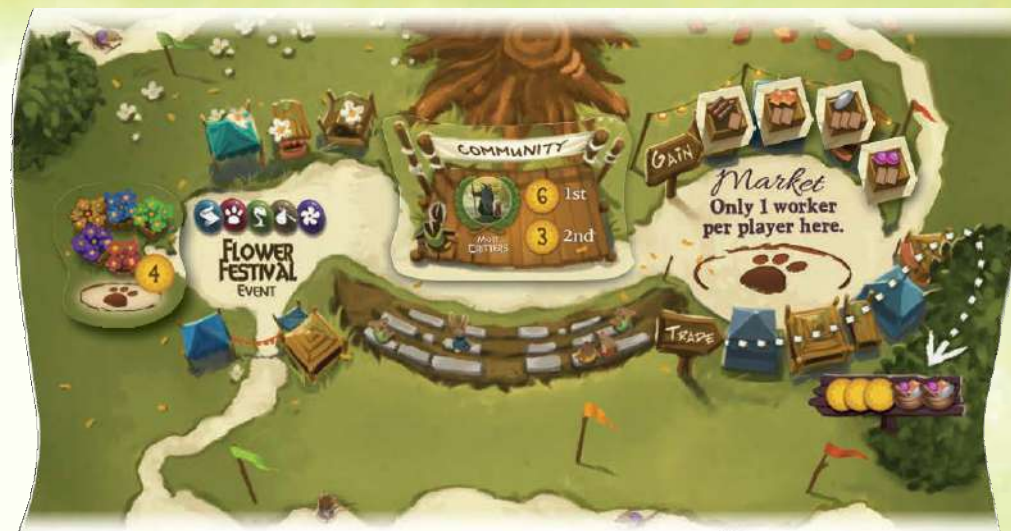 COMMUNITY
6 1st
3 2nd
MOST
CRITTERS
GAIN
Market
Only 1 worker
per player here.
4
FLOWER
FESTIVAL
EVENT
TRADE